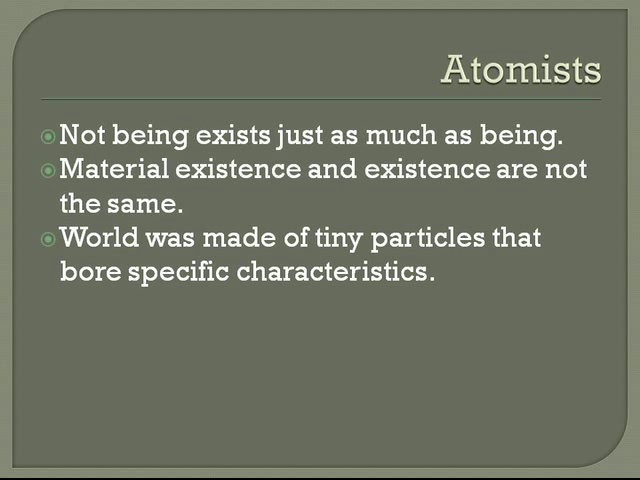 Atomists
Not being exists just as much as being.
Material existence and existence are not
the same.
World was made of tiny particles that
bore specific characteristics.